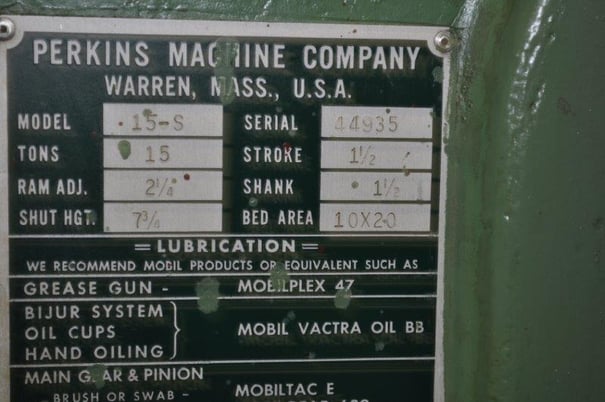 PERKINS MACHINE COMPANY
WARREN, MASS., U.S.A.
MODEL 15-S SERIAL 44935
TONS 15 STROKE 1½
RAM ADJ. 2¼ SHANK 1½
SHUT HGT. 7¾ BED AREA 10X20
= LUBRICATION =
WE RECOMMEND MOBIL PRODUCTS OR EQUIVALENT SUCH AS
GREASE GUN - MOBILPLEX 47
BIJUR SYSTEM
OIL CUPS MOBIL VACTRA OIL BB
HAND OILING
MAIN GEAR & PINION
BRUSH OR SWAB - MOBILTAC E